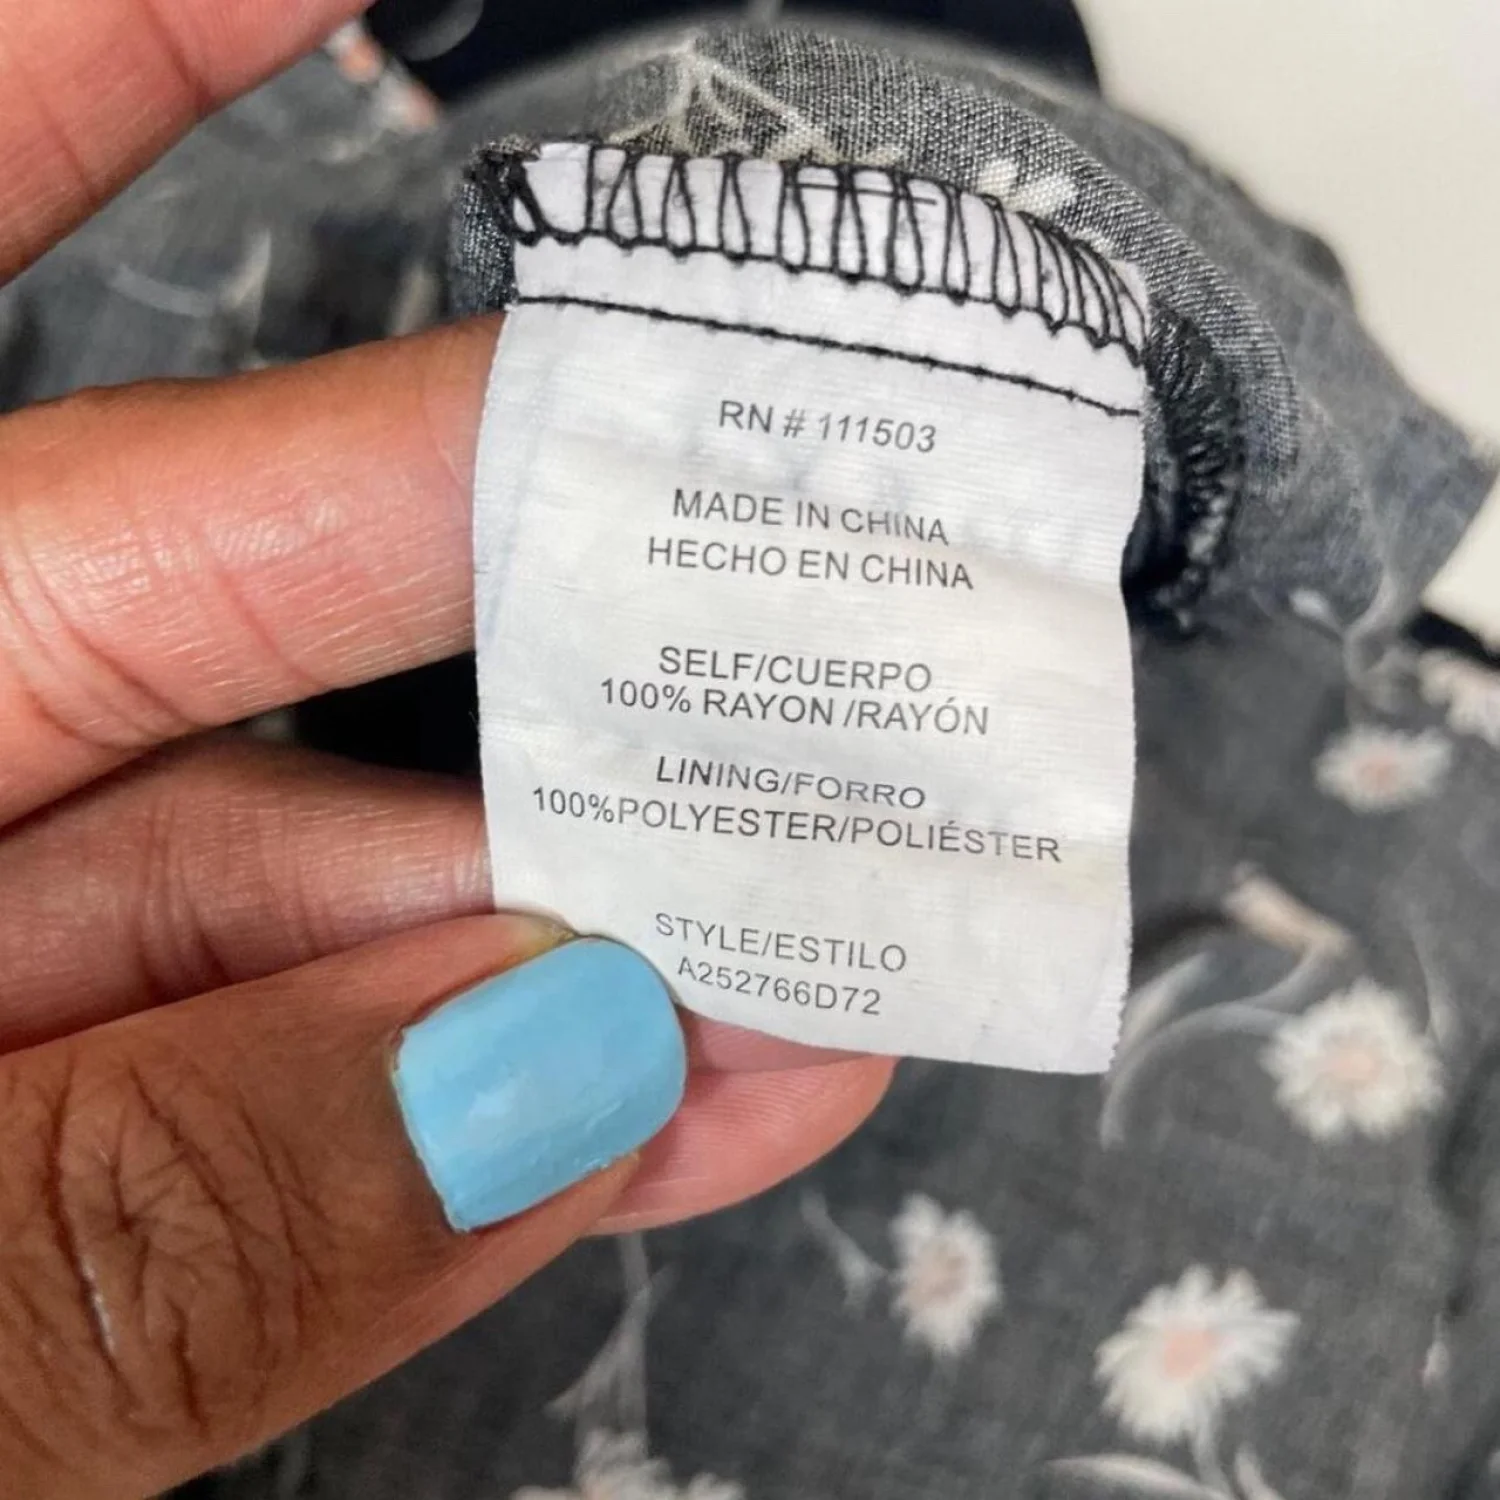 RN # 111503
MADE IN CHINA
HECHO EN CHINA
SELF/CUERPO
100% RAYON /RAYÓN
LINING/FORRO
100%POLYESTER/POLIÉSTER
STYLE/ESTILO
A252766D72